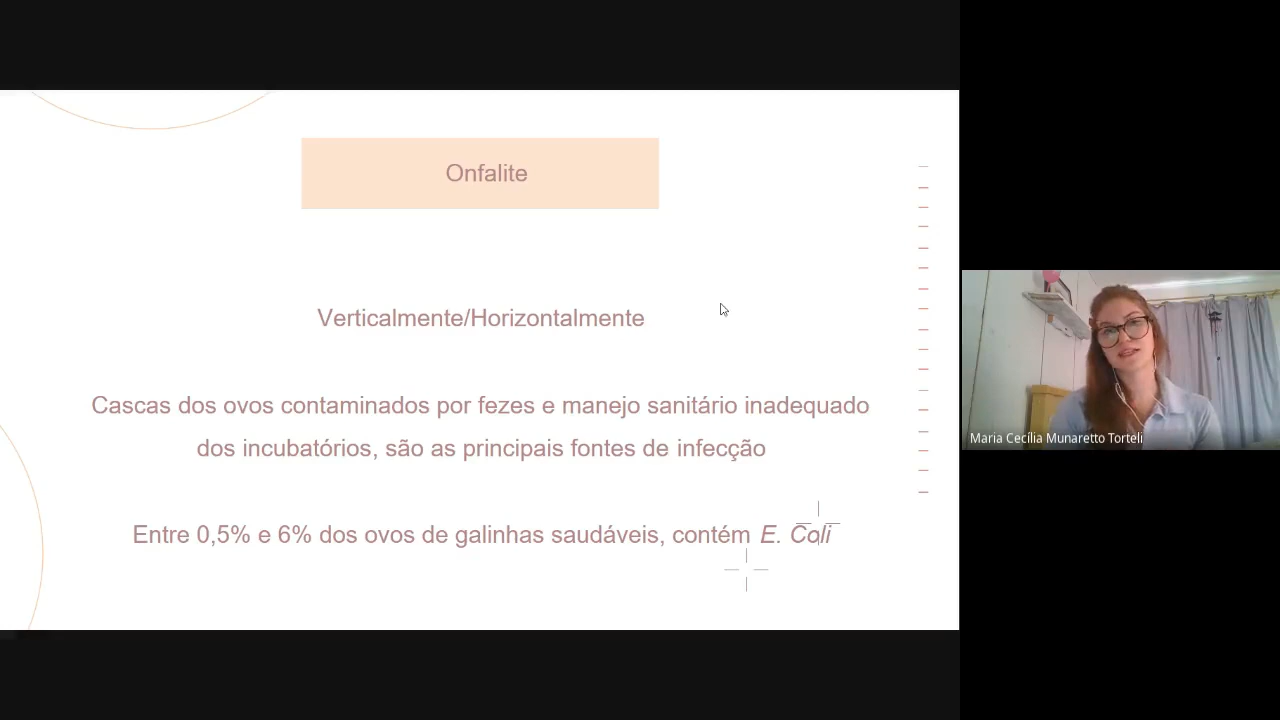 Onfalite
Verticalmente/Horizontalmente
Cascas dos ovos contaminados por fezes e manejo sanitário inadequado
dos incubatórios, são as principais fontes de infecção
Entre 0,5% e 6% dos ovos de galinhas saudáveis, contém E. Coli
Maria Cecília Munaretto Torteli